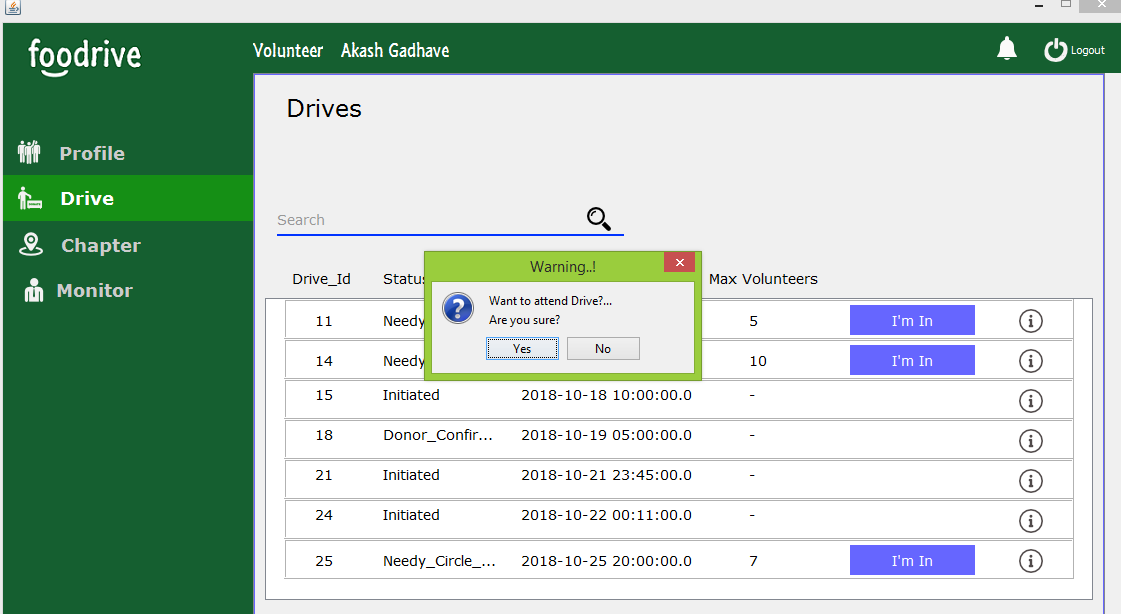 foodrive
Volunteer Akash Gadhave
Logout
Drives
Profile
Drive
Chapter
Monitor
Search
Warning..!
Want to attend Drive?...
Are you sure?
Yes No
Drive_Id Status Max Volunteers
11 Needy 5 I'm In
14 Needy 10 I'm In
15 Initiated 2018-10-18 10:00:00.0 -
18 Donor_Confir... 2018-10-19 05:00:00.0 -
21 Initiated 2018-10-21 23:45:00.0 -
24 Initiated 2018-10-22 00:11:00.0 -
25 Needy_Circle_... 2018-10-25 20:00:00.0 7 I'm In